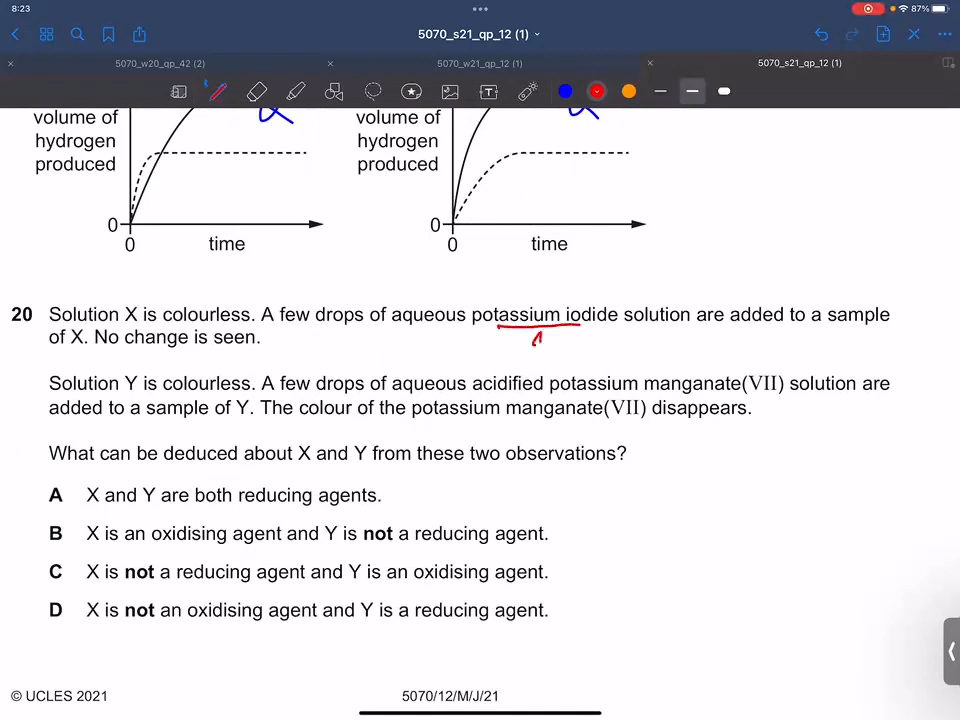 8:23
87%
5070_s21_qp_12 (1)
5070_w20_qp_42 (2)
5070_w21_qp_12 (1)
5070_s21_qp_12 (1)
volume of
hydrogen
produced
0
0
time
volume of
hydrogen
produced
0
0
time
20 Solution X is colourless. A few drops of aqueous potassium iodide solution are added to a sample
of X. No change is seen.
Solution Y is colourless. A few drops of aqueous acidified potassium manganate(VII) solution are
added to a sample of Y. The colour of the potassium manganate(VII) disappears.
What can be deduced about X and Y from these two observations?
A X and Y are both reducing agents.
B X is an oxidising agent and Y is not a reducing agent.
C X is not a reducing agent and Y is an oxidising agent.
D X is not an oxidising agent and Y is a reducing agent.
© UCLES 2021
5070/12/M/J/21